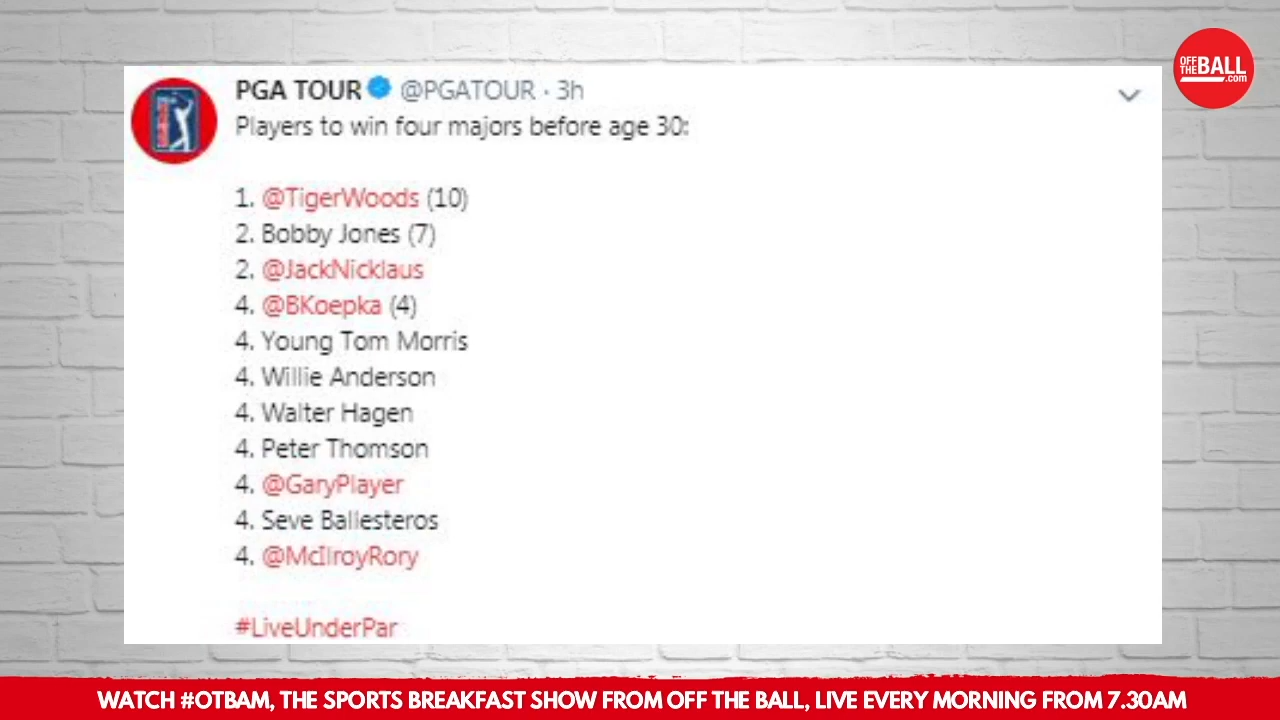 OFF
THE BALL
.com
PGA TOUR @PGATOUR · 3h
Players to win four majors before age 30:
1. @TigerWoods (10)
2. Bobby Jones (7)
2. @JackNicklaus
4. @BKoepka (4)
4. Young Tom Morris
4. Willie Anderson
4. Walter Hagen
4. Peter Thomson
4. @GaryPlayer
4. Seve Ballesteros
4. @McIlroyRory
#LiveUnderPar
WATCH #OTBAM, THE SPORTS BREAKFAST SHOW FROM OFF THE BALL, LIVE EVERY MORNING FROM 7.30AM